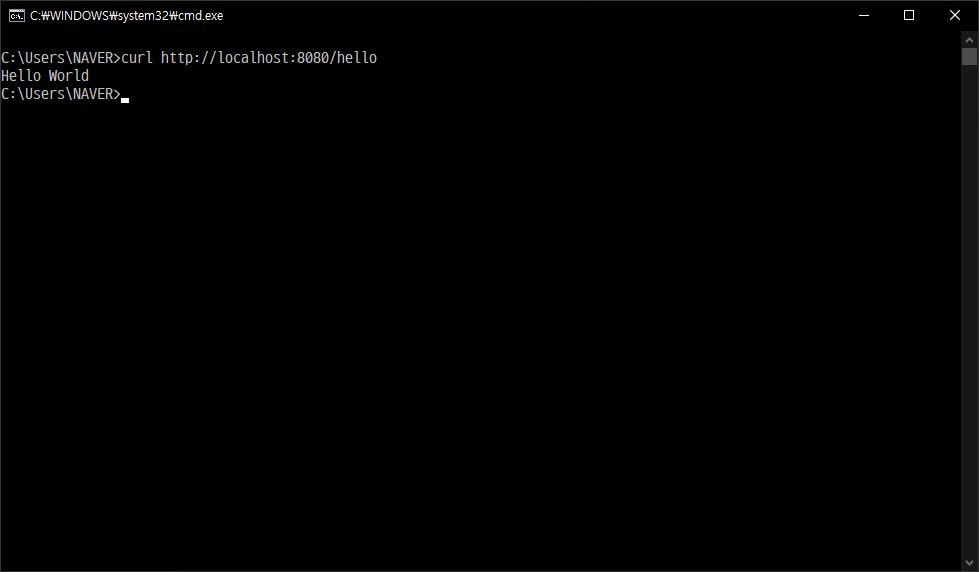 C:₩WINDOWS₩system32₩cmd.exe
C:\Users\NAVER>curl http://localhost:8080/hello
Hello World
C:\Users\NAVER>